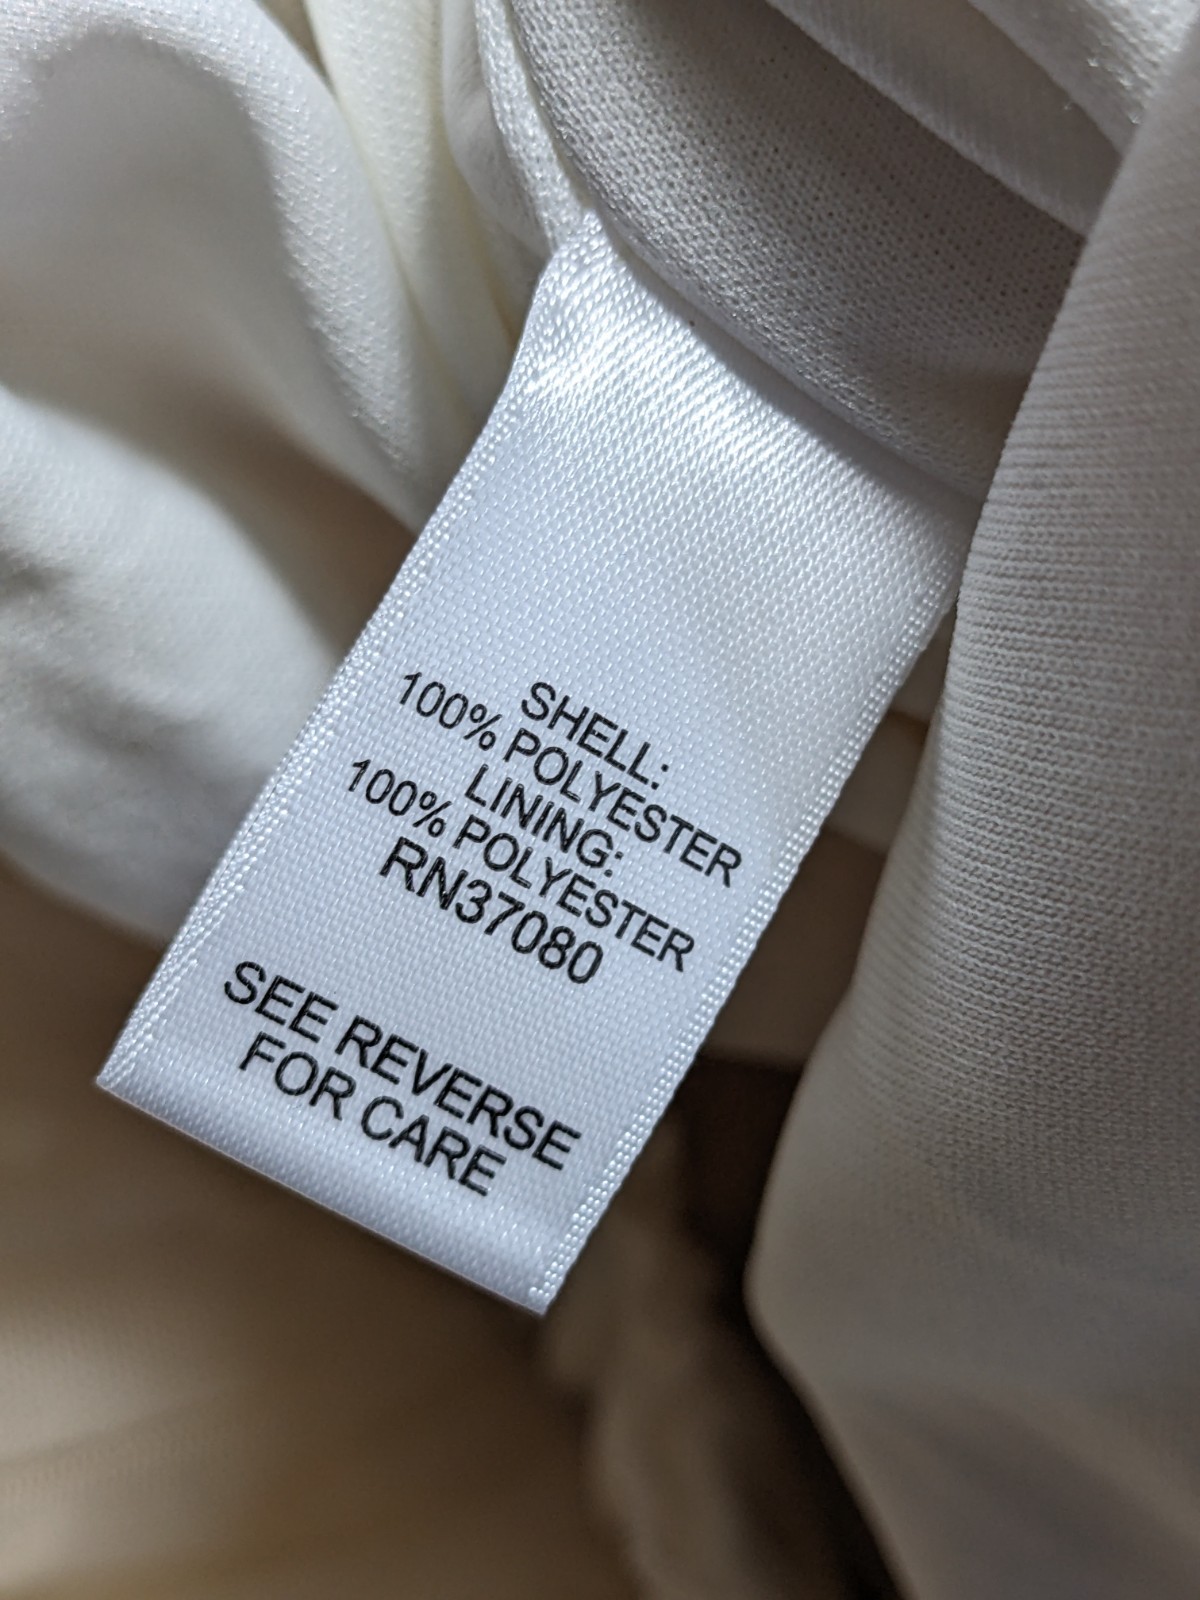 SHELL:
100% POLYESTER
LINING:
100% POLYESTER
RN37080
SEE REVERSE
FOR CARE